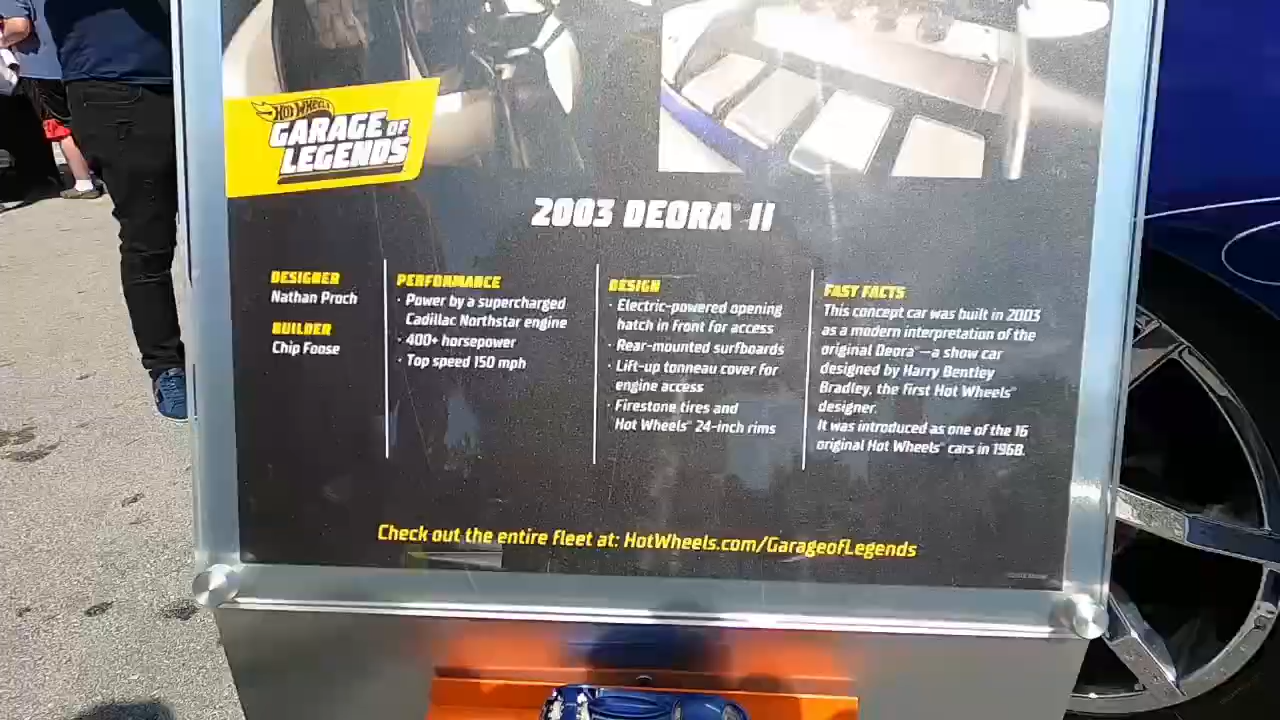 HOT WHEELS
GARAGE OF
LEGENDS
2003 DEORA® II
DESIGNER
Nathan Proch
BUILDER
Chip Foose
PERFORMANCE
· Power by a supercharged
Cadillac Northstar engine
· 400+ horsepower
· Top speed 150 mph
DESIGN
· Electric-powered opening
hatch in front for access
· Rear-mounted surfboards
· Lift-up tonneau cover for
engine access
· Firestone tires and
Hot Wheels™ 24-inch rims
FAST FACTS
This concept car was built in 2003
as a modern interpretation of the
original Deora™—a show car
designed by Harry Bentley
Bradley, the first Hot Wheels™
designer.
It was introduced as one of the 16
original Hot Wheels™ cars in 1968.
Check out the entire fleet at: HotWheels.com/GarageofLegends